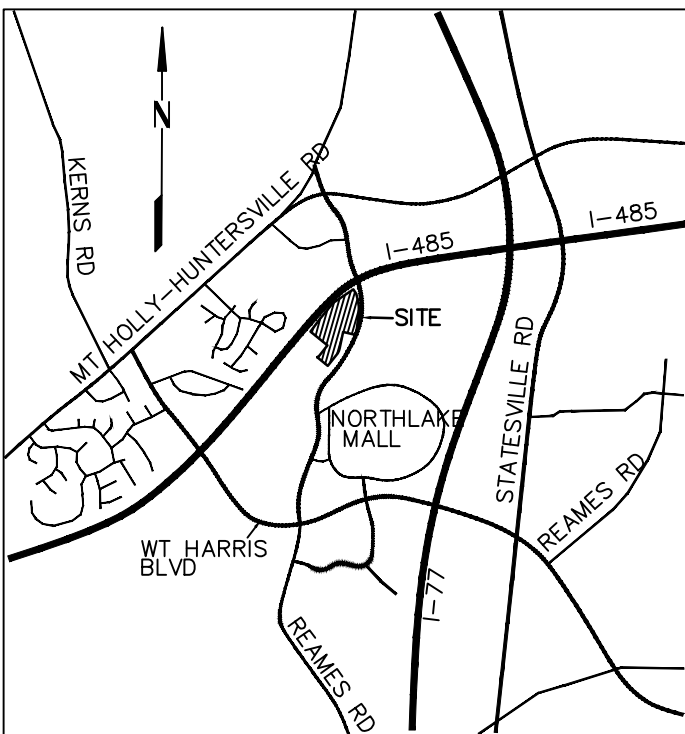 N
KERNS RD
MT HOLLY-HUNTERSVILLE RD
I-485
I-485
SITE
NORTHLAKE
MALL
STATESVILLE RD
REAMES RD
WT HARRIS
BLVD
I-77
REAMES RD